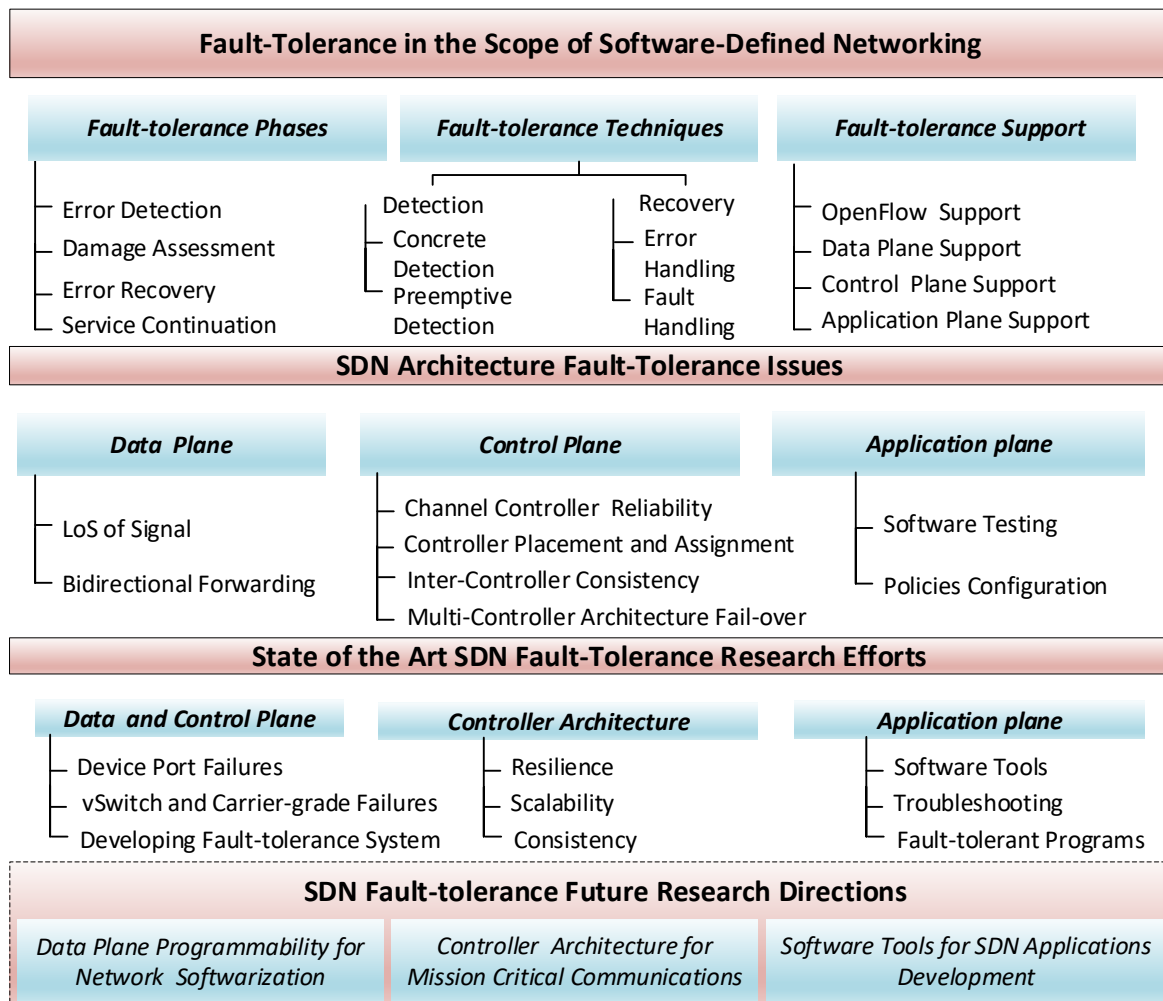 Fault-Tolerance in the Scope of Software-Defined Networking
Fault-tolerance Phases
Error Detection
Damage Assessment
Error Recovery
Service Continuation
Fault-tolerance Techniques
Detection
Concrete
Detection
Preemptive
Detection
Recovery
Error
Handling
Fault
Handling
Fault-tolerance Support
OpenFlow Support
Data Plane Support
Control Plane Support
Application Plane Support
SDN Architecture Fault-Tolerance Issues
Data Plane
LoS of Signal
Bidirectional Forwarding
Control Plane
Channel Controller Reliability
Controller Placement and Assignment
Inter-Controller Consistency
Multi-Controller Architecture Fail-over
Application plane
Software Testing
Policies Configuration
State of the Art SDN Fault-Tolerance Research Efforts
Data and Control Plane
Device Port Failures
vSwitch and Carrier-grade Failures
Developing Fault-tolerance System
Controller Architecture
Resilience
Scalability
Consistency
Application plane
Software Tools
Troubleshooting
Fault-tolerant Programs
SDN Fault-tolerance Future Research Directions
Data Plane Programmability for
Network Softwarization
Controller Architecture for
Mission Critical Communications
Software Tools for SDN Applications
Development